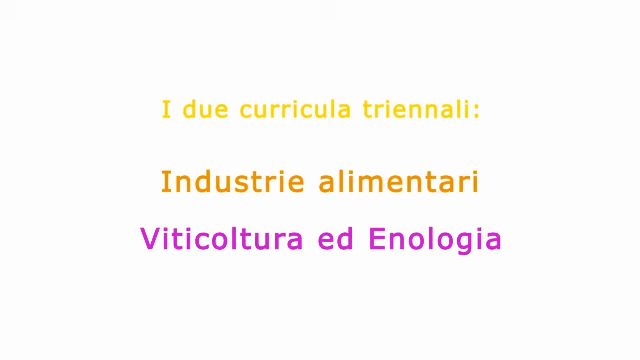 I due curricula triennali:
Industrie alimentari
Viticoltura ed Enologia